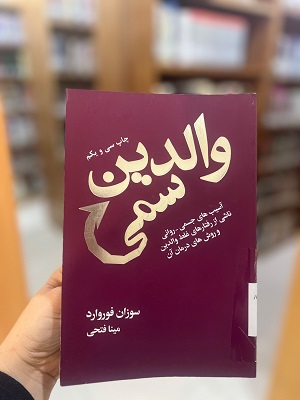 چاپ سی و یکم
والدین
سمی
آسیب های جسمی - روانی
ناشی از رفتارهای غلط والدین
و روش های درمان آن
سوزان فوروارد
مینا فتحی